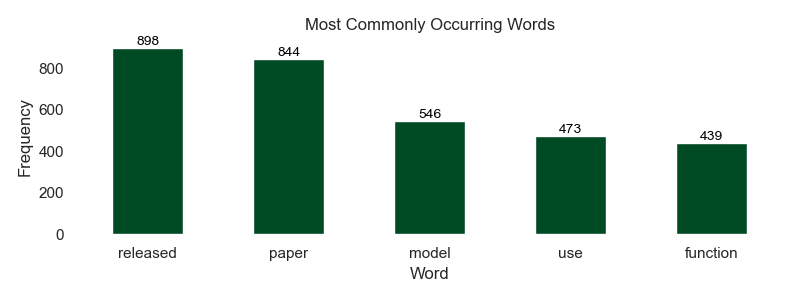 Most Commonly Occurring Words
898
844
546
473
439
800
600
400
200
0
Frequency
released paper model use function
Word